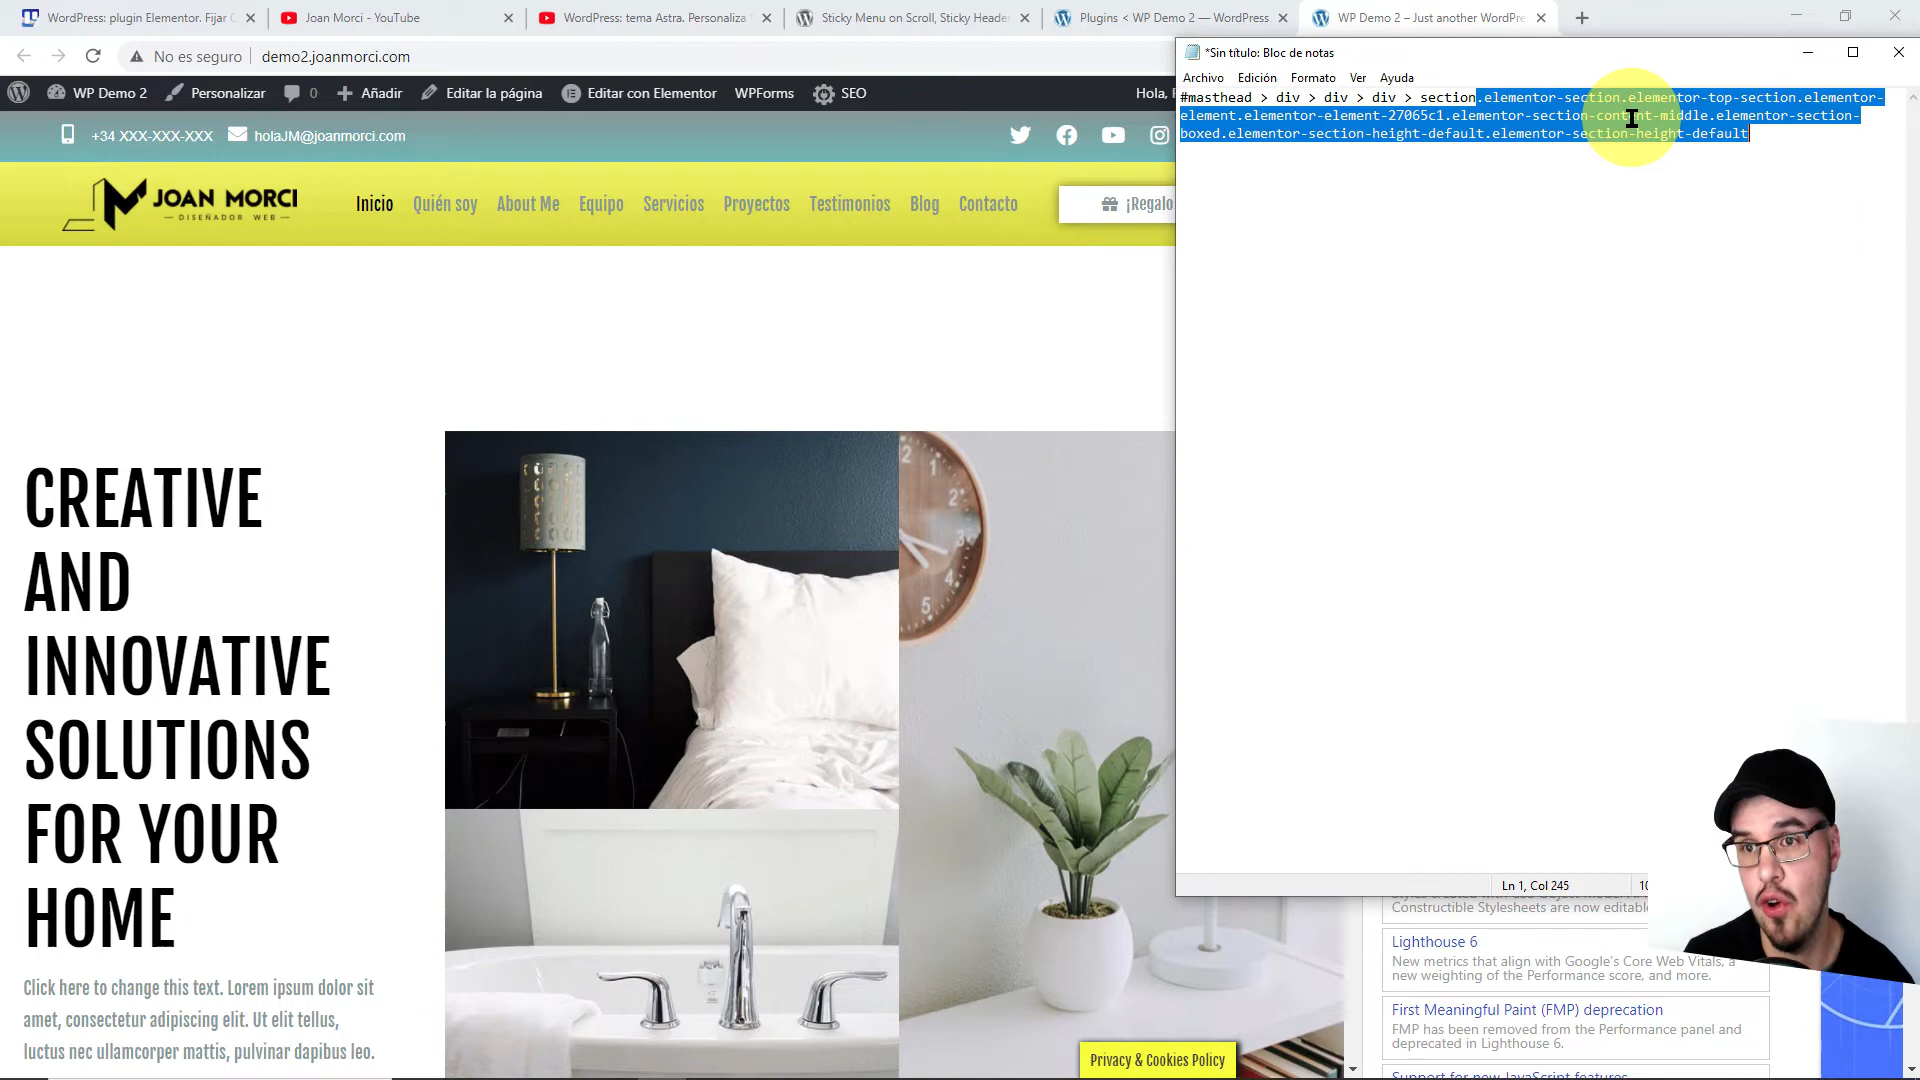 WordPress: plugin Elementor. Fijar C
Joan Morci - YouTube
WordPress: tema Astra. Personaliza
Sticky Menu on Scroll, Sticky Heade
Plugins < WP Demo 2 — WordPress
WP Demo 2 – Just another WordPre
No es seguro
demo2.joanmorci.com
*Sin título: Bloc de notas
Archivo Edición Formato Ver Ayuda
#masthead > div > div > div > section.elementor-section.elementor-top-section.elementor-
element.elementor-element-27065c1.elementor-section-content-middle.elementor-section-
boxed.elementor-section-height-default.elementor-section-height-default
WP Demo 2
Personalizar
0
Añadir
Editar la página
Editar con Elementor
WPForms
SEO
Hola,
+34 XXX-XXX-XXX
holaJM@joanmorci.com
JOAN MORCI
– DISEÑADOR WEB –
Inicio Quién soy About Me Equipo Servicios Proyectos Testimonios Blog Contacto
¡Regalo
CREATIVE
AND
INNOVATIVE
SOLUTIONS
FOR YOUR
HOME
Click here to change this text. Lorem ipsum dolor sit
amet, consectetur adipiscing elit. Ut elit tellus,
luctus nec ullamcorper mattis, pulvinar dapibus leo.
Privacy & Cookies Policy
Ln 1, Col 245
10
Constructible Stylesheets are now editabl
Lighthouse 6
New metrics that align with Google's Core Web Vitals, a
new weighting of the Performance score, and more.
First Meaningful Paint (FMP) deprecation
FMP has been removed from the Performance panel and
deprecated in Lighthouse 6.
Support for new JavaScript features